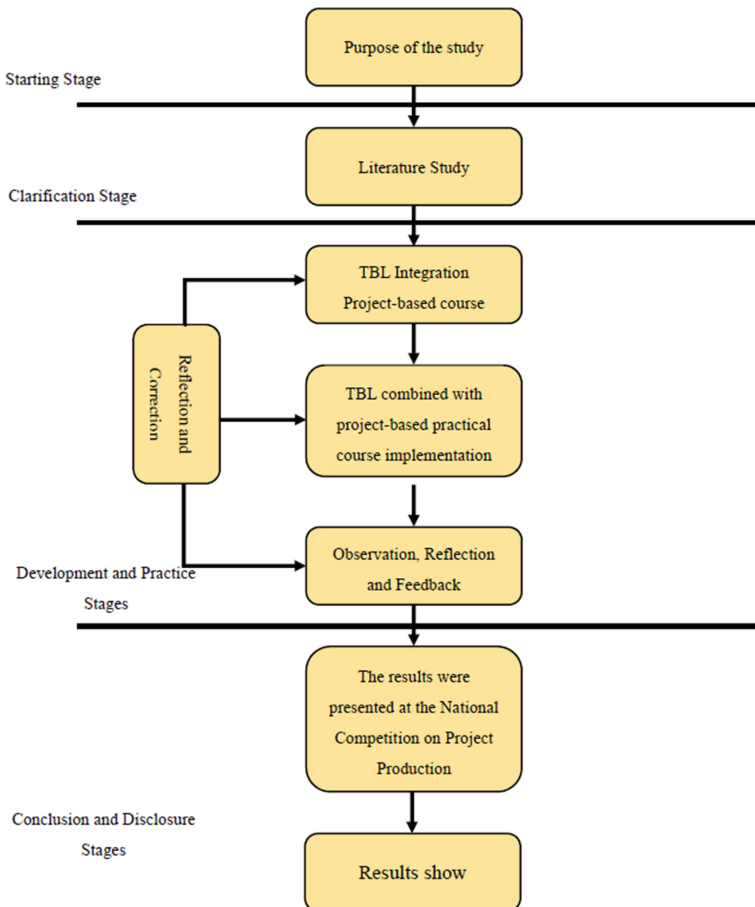 Purpose of the study
Starting Stage
Literature Study
Clarification Stage
TBL Integration
Project-based course
Reflection and
Correction
TBL combined with
project-based practical
course implementation
Observation, Reflection
and Feedback
Development and Practice
Stages
The results were
presented at the National
Competition on Project
Production
Conclusion and Disclosure
Stages
Results show